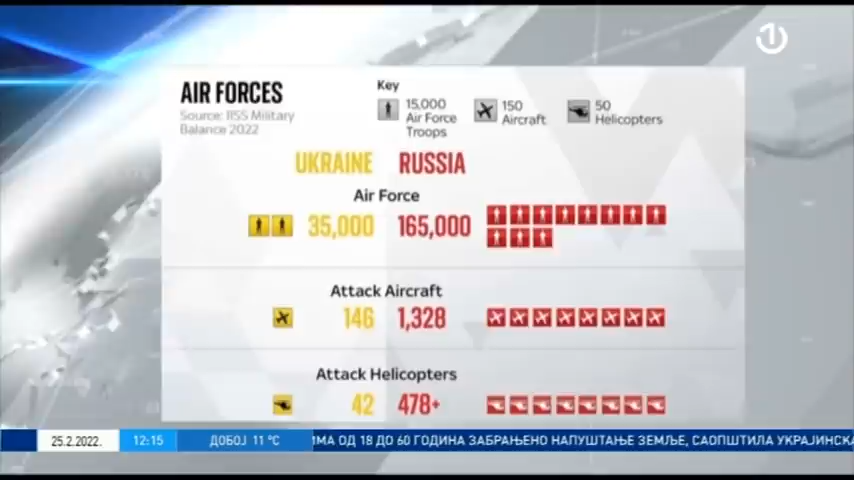 1
AIR FORCES
Source: IISS Military
Balance 2022
Key
15,000
Air Force
Troops
150
Aircraft
50
Helicopters
UKRAINE RUSSIA
Air Force
35,000 165,000
Attack Aircraft
146 1,328
Attack Helicopters
42 478+
25.2.2022. 12:15 ДОБОЈ 11 °C ИМА ОД 18 ДО 60 ГОДИНА ЗАБРАЊЕНО НАПУШТАЊЕ ЗЕМЉЕ, САОПШТИЛА УКРАЈИНСКА